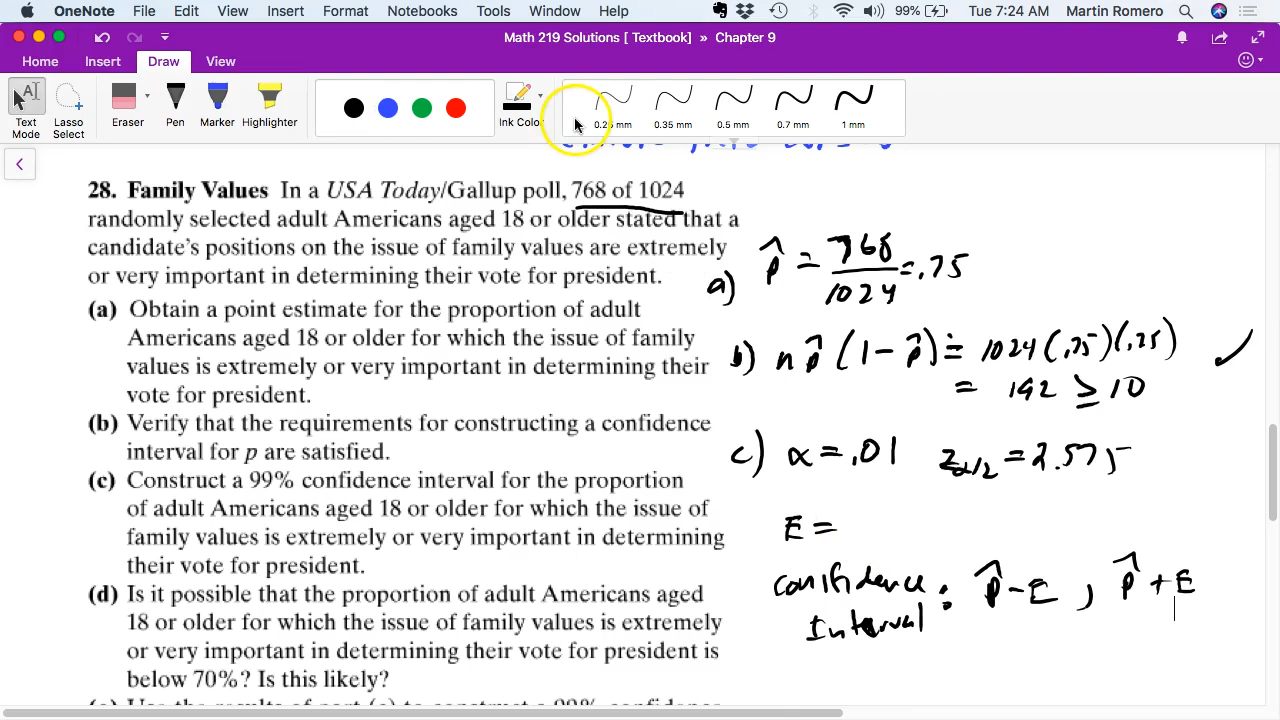 OneNote File Edit View Insert Format Notebooks Tools Window Help 99% Tue 7:24 AM Martin Romero
Math 219 Solutions [ Textbook] » Chapter 9
Home Insert Draw View
Text Mode
Lasso Select
Eraser
Pen
Marker
Highlighter
Ink Color
0.25 mm 0.35 mm 0.5 mm 0.7 mm 1 mm
28. Family Values In a USA Today/Gallup poll, 768 of 1024
randomly selected adult Americans aged 18 or older stated that a
candidate's positions on the issue of family values are extremely
or very important in determining their vote for president.
(a) Obtain a point estimate for the proportion of adult
Americans aged 18 or older for which the issue of family
values is extremely or very important in determining their
vote for president.
(b) Verify that the requirements for constructing a confidence
interval for p are satisfied.
(c) Construct a 99% confidence interval for the proportion
of adult Americans aged 18 or older for which the issue of
family values is extremely or very important in determining
their vote for president.
(d) Is it possible that the proportion of adult Americans aged
18 or older for which the issue of family values is extremely
or very important in determining their vote for president is
below 70%? Is this likely?
a) p̂ = 768/1024 = .75
b) n p̂ (1 − p̂) = 1024(.75)(.25) ✓
= 192 ≥ 10
c) α = .01 z α/2 = 2.575
E =
confidence Interval : p̂ − E , p̂ + E